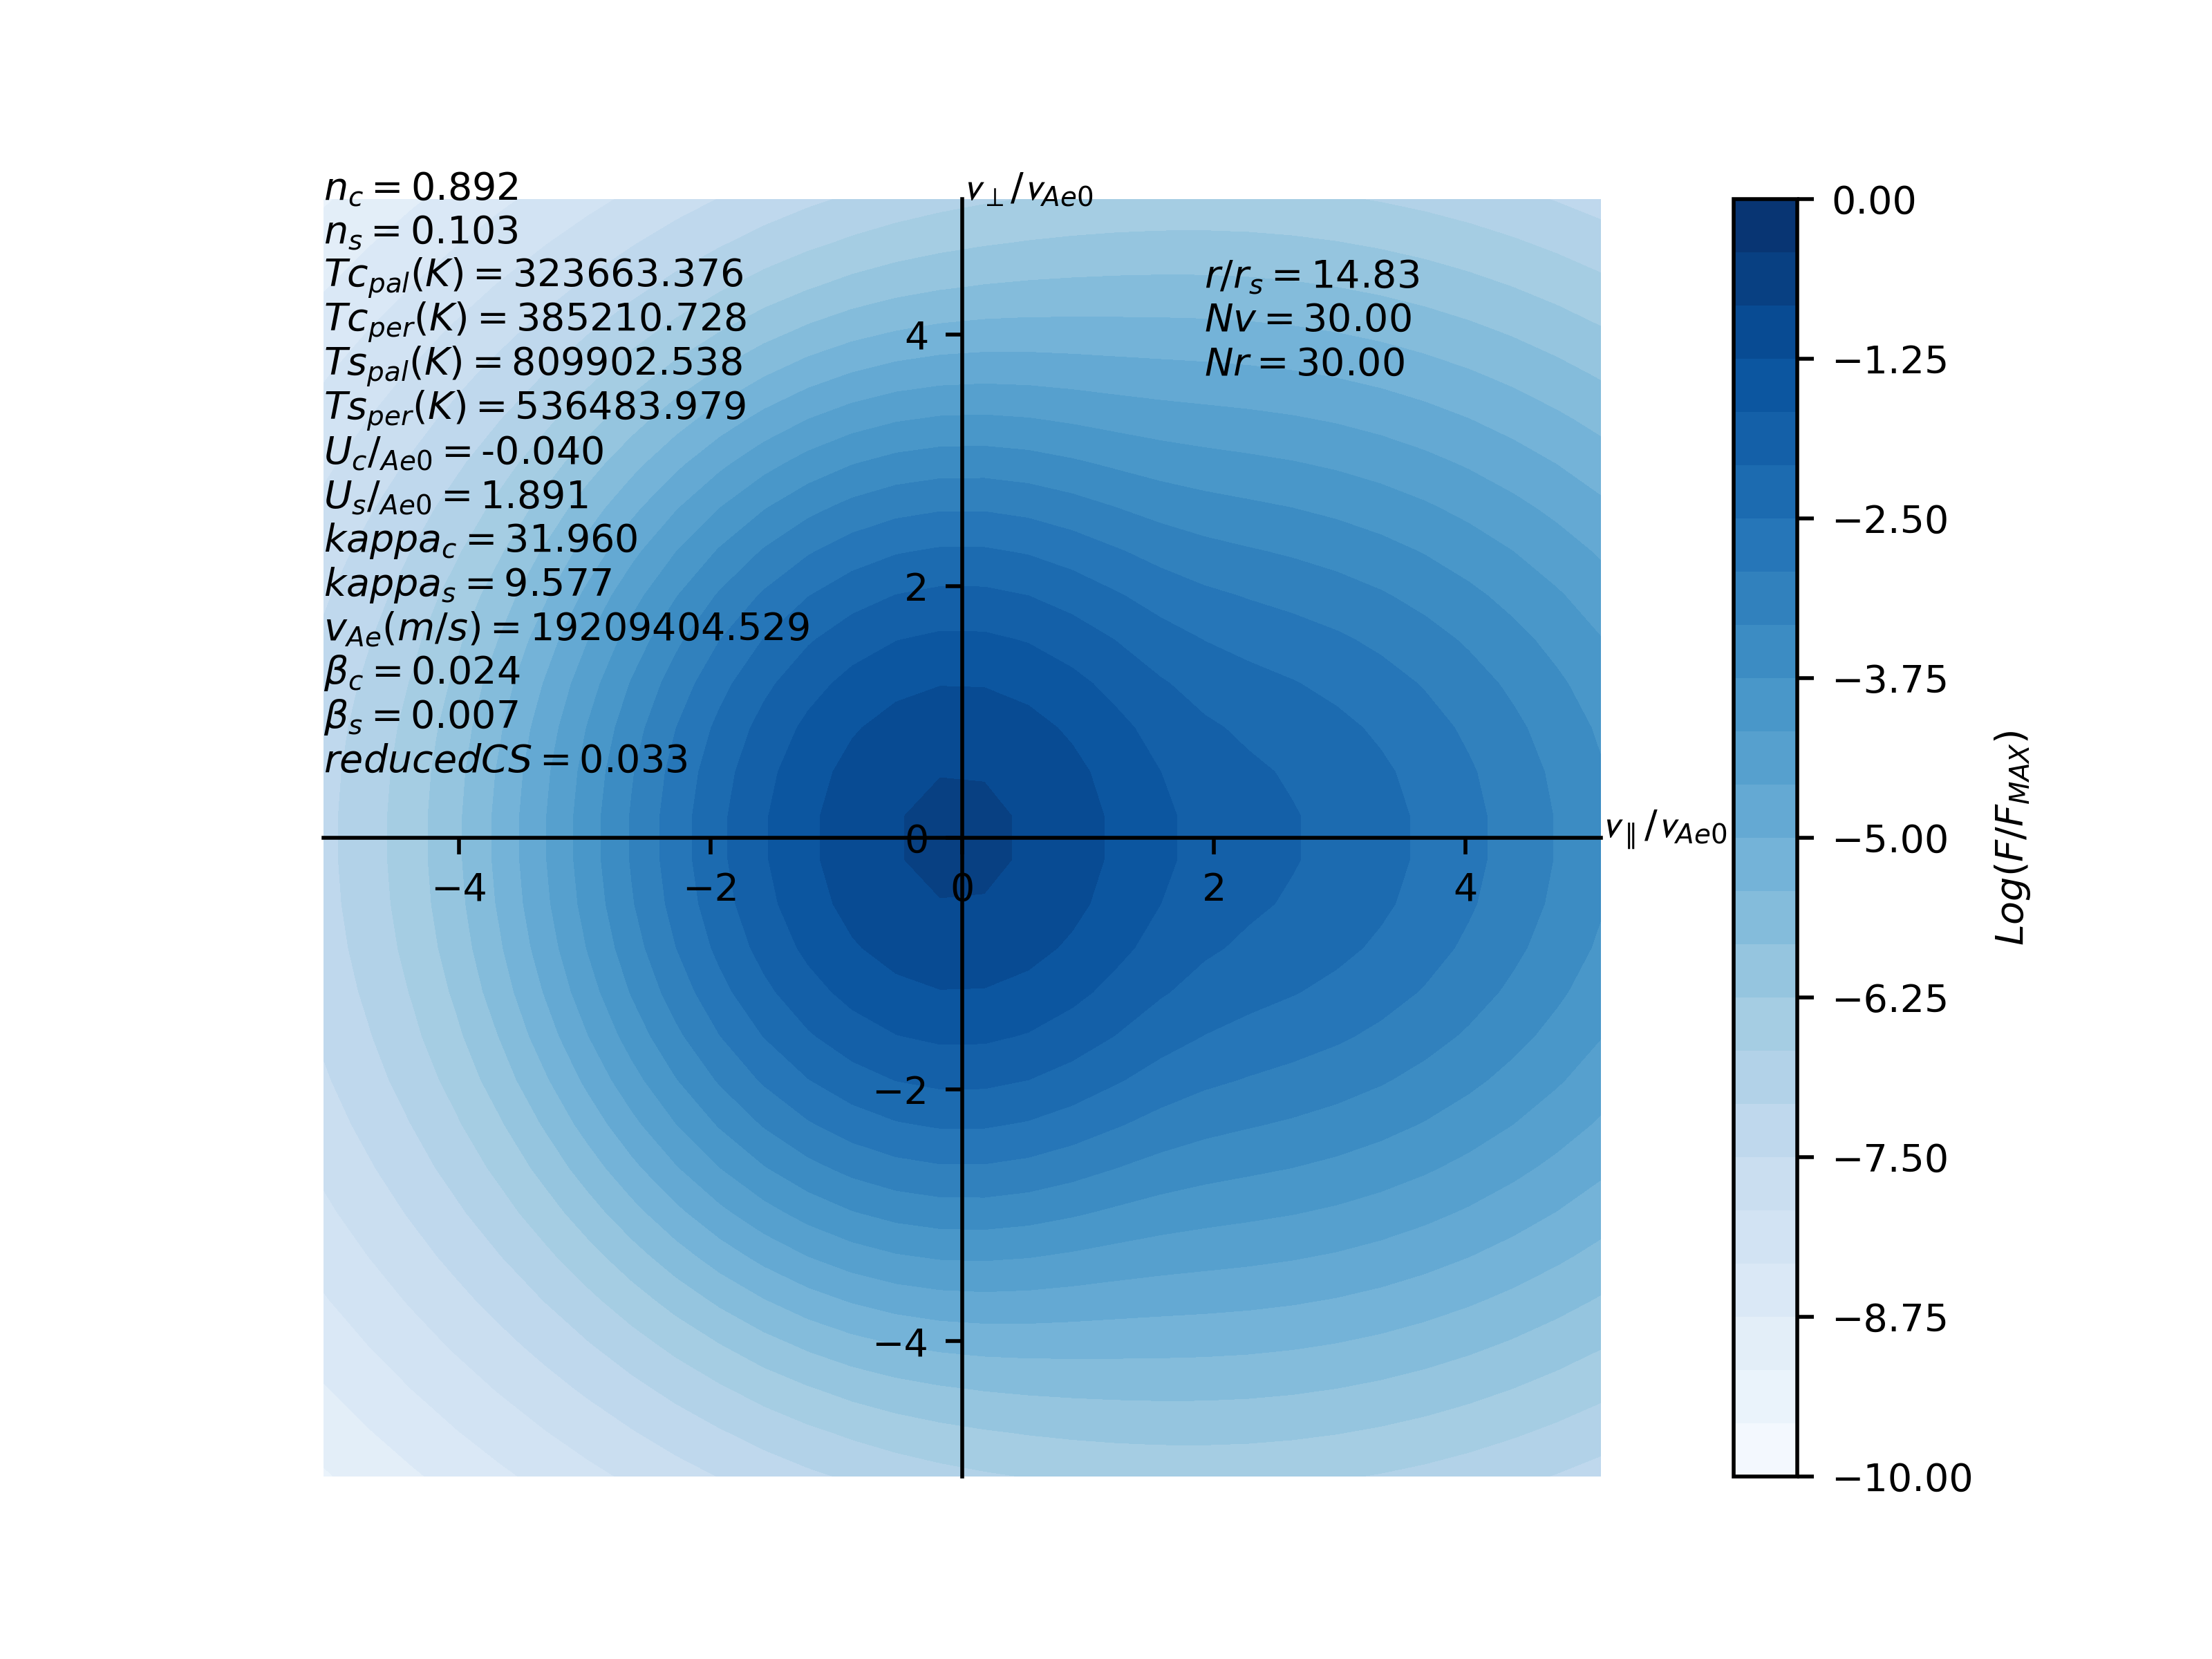 n_c = 0.892
n_s = 0.103
Tc_pal(K) = 323663.376
Tc_per(K) = 385210.728
Ts_pal(K) = 809902.538
Ts_per(K) = 536483.979
U_c/_Ae0 = -0.040
U_s/_Ae0 = 1.891
kappa_c = 31.960
kappa_s = 9.577
v_Ae(m/s) = 19209404.529
β_c = 0.024
β_s = 0.007
reducedCS = 0.033
v_⊥/v_Ae0
r/r_s = 14.83
Nv = 30.00
Nr = 30.00
4
2
0
−2
−4
−4
−2
0
2
4
v_∥/v_Ae0
0.00
−1.25
−2.50
−3.75
−5.00
−6.25
−7.50
−8.75
−10.00
Log(F/F_MAX)